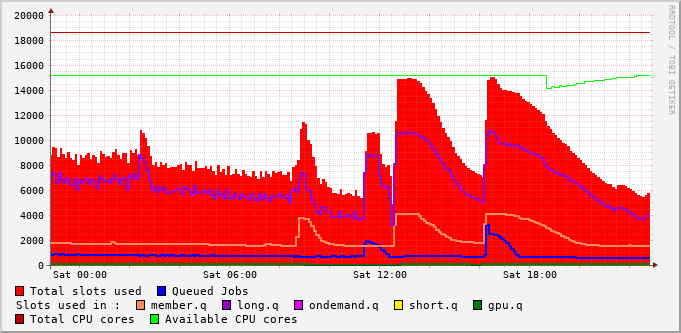 20000
18000
16000
14000
12000
10000
8000
6000
4000
2000
0
Sat 00:00 Sat 06:00 Sat 12:00 Sat 18:00
RRDTOOL / TOBI OETIKER
Total slots used Queued Jobs
Slots used in : member.q long.q ondemand.q short.q gpu.q
Total CPU cores Available CPU cores